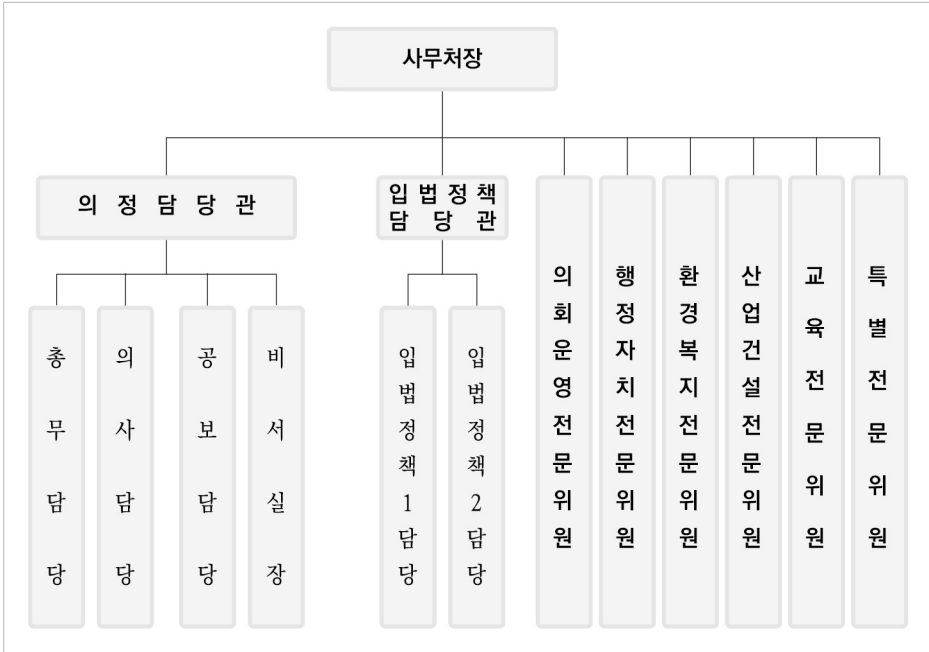 사무처장
의정담당관
입법정책
담당관
총무담당
의사담당
공보담당
비서실장
입법정책1담당
입법정책2담당
의회운영전문위원
행정자치전문위원
환경복지전문위원
산업건설전문위원
교육전문위원
특별전문위원